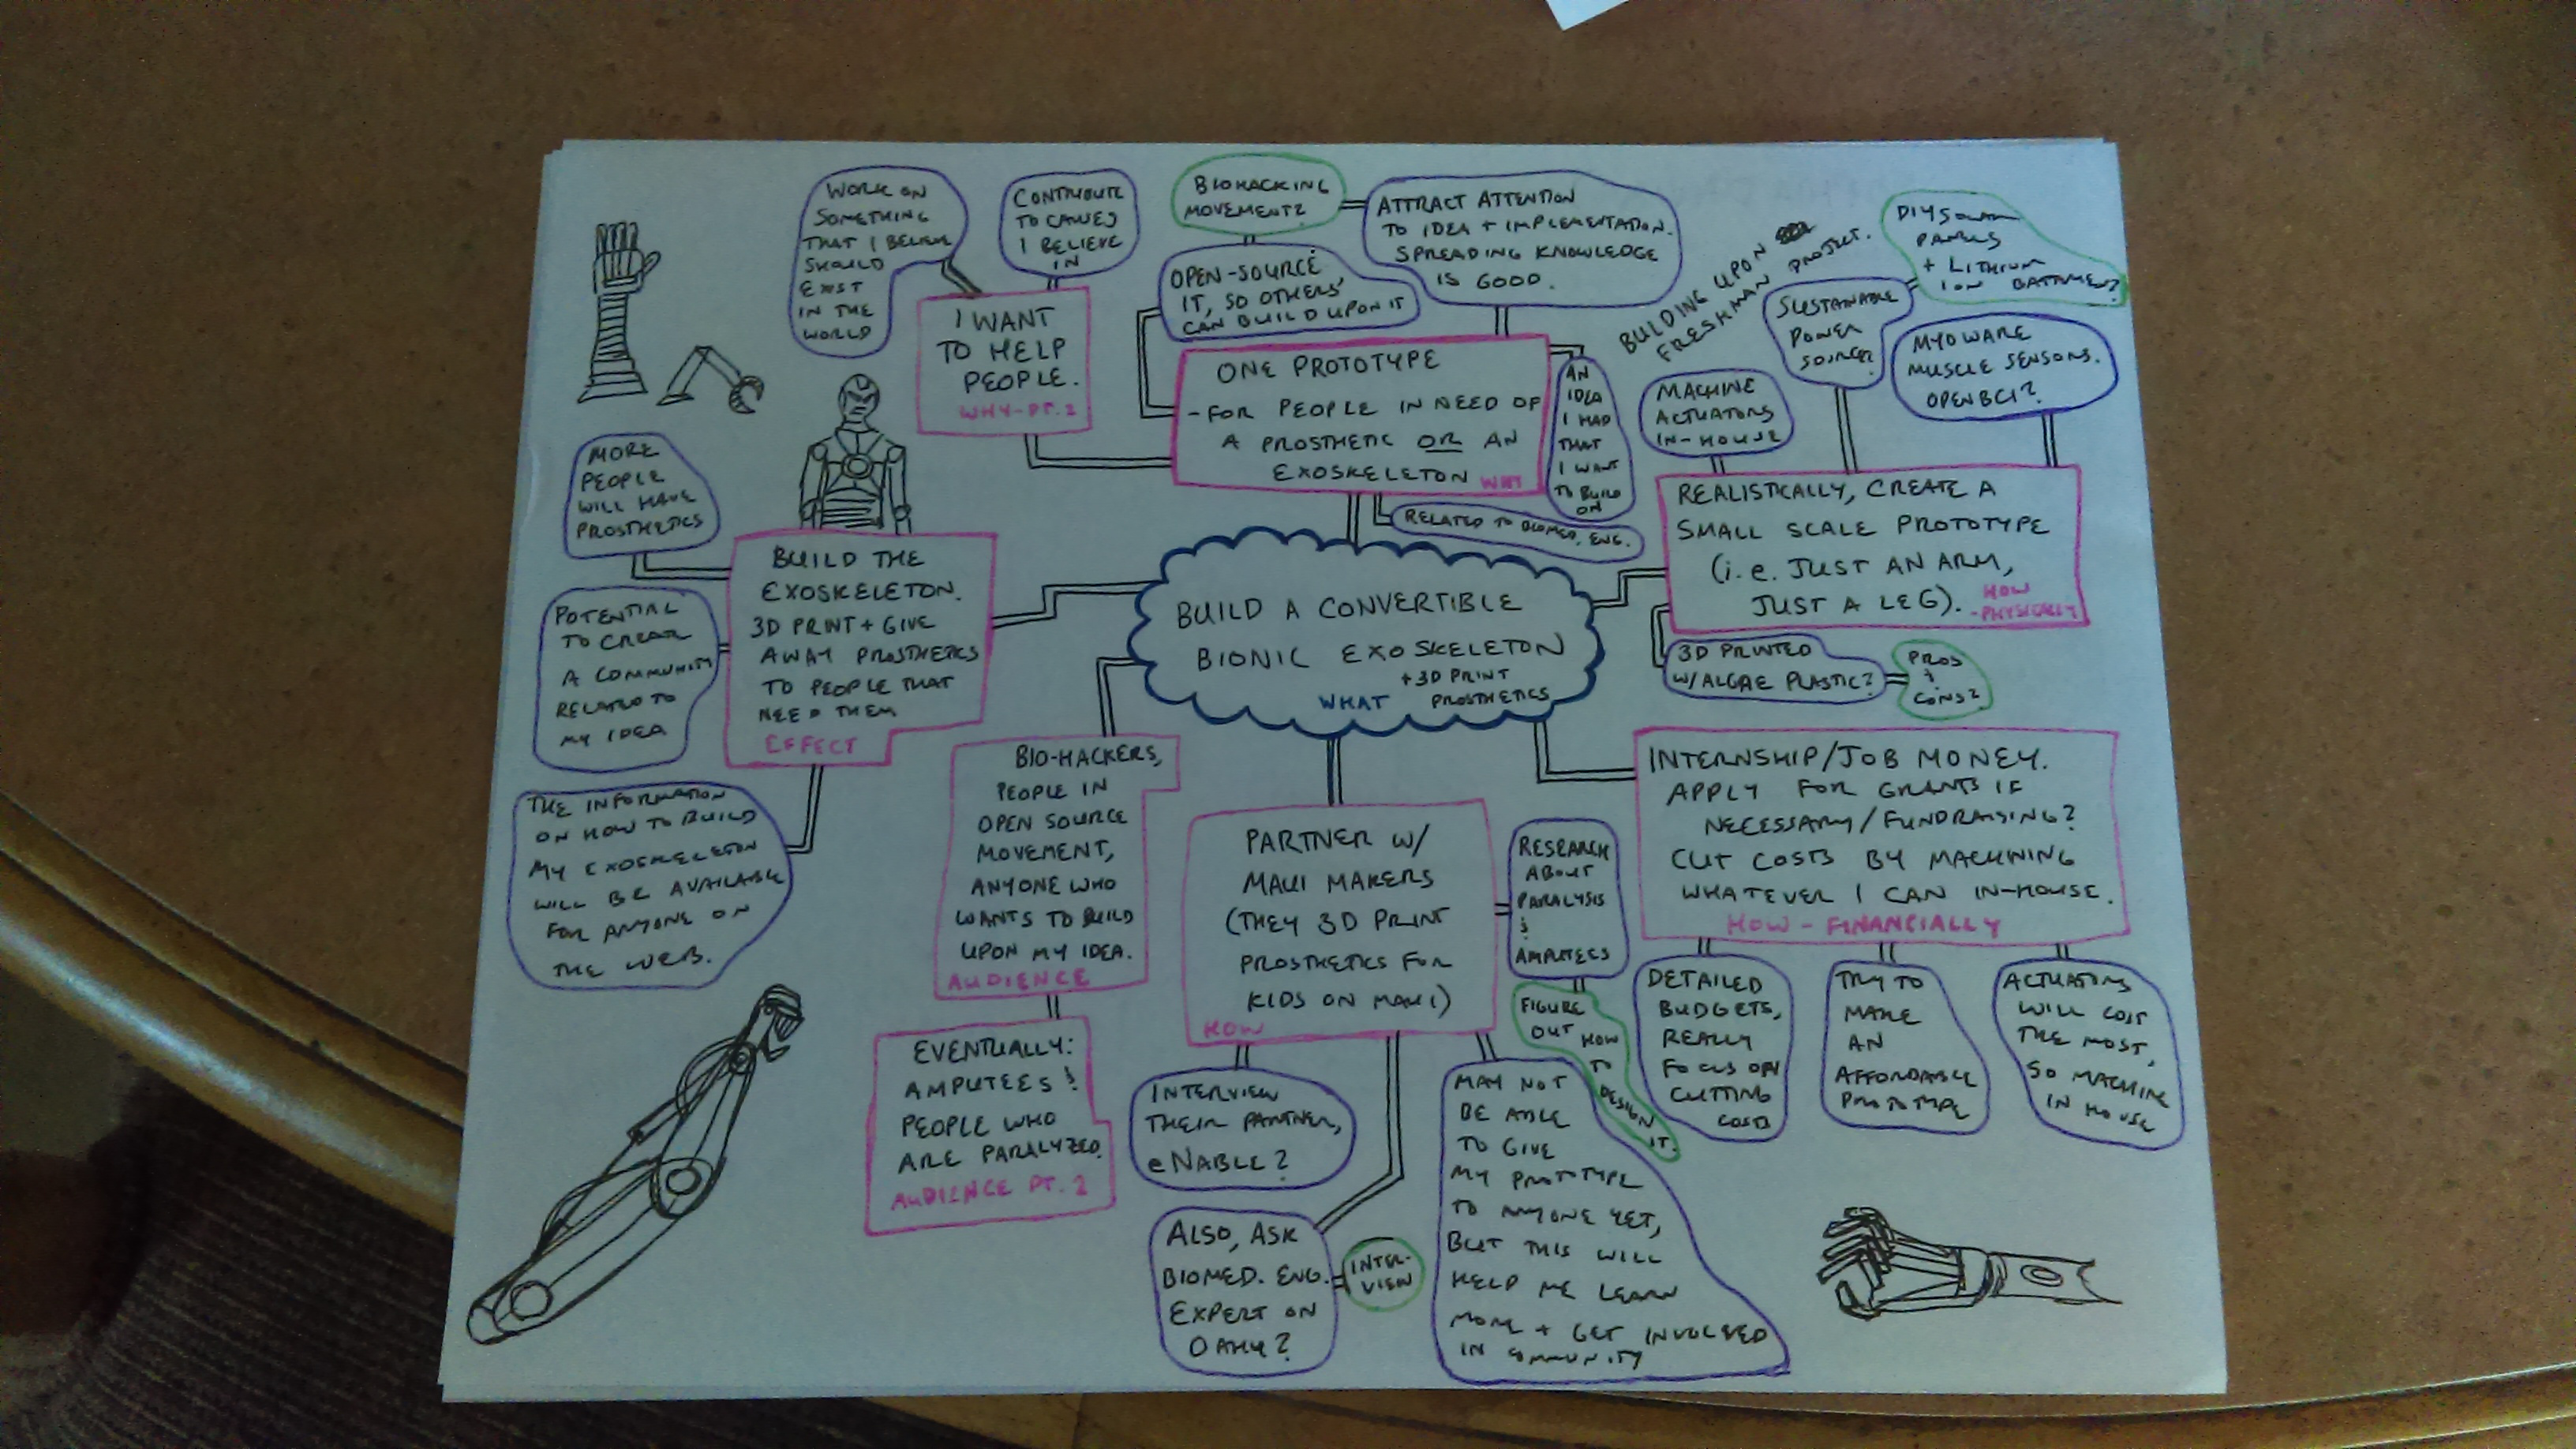 WORK ON
SOMETHING
THAT I BELIEVE
SHOULD
EXIST
IN THE
WORLD
CONTRIBUTE
TO CAUSES
I BELIEVE
IN
I WANT
TO HELP
PEOPLE.
WHY-PT. 2
BIOHACKING
MOVEMENT?
ATTRACT ATTENTION
TO IDEA + IMPLEMENTATION.
SPREADING KNOWLEDGE
IS GOOD.
OPEN-SOURCE
IT, SO OTHERS
CAN BUILD UPON IT
ONE PROTOTYPE
- FOR PEOPLE IN NEED OF
A PROSTHETIC OR AN
EXOSKELETON WHY
AN
IDEA
I HAD
THAT
I WANT
TO BUILD
ON
RELATED TO BIOMED. ENG.
BUILDING UPON
FRESHMAN PROJECT.
DIY SOLAR
PANELS
+ LITHIUM
ION BATTERIES?
SUSTAINABLE
POWER
SOURCE?
MYOWARE
MUSCLE SENSORS.
OPENBCI?
MACHINE
ACTUATORS
IN-HOUSE
REALISTICALLY, CREATE A
SMALL SCALE PROTOTYPE
(i.e. JUST AN ARM,
JUST A LEG).
HOW
-PHYSICALLY
3D PRINTED
W/ALGAE PLASTIC?
PROS
+
CONS?
BUILD A CONVERTIBLE
BIONIC EXOSKELETON
+ 3D PRINT
WHAT PROSTHETICS
MORE
PEOPLE
WILL HAVE
PROSTHETICS
POTENTIAL
TO CREATE
A COMMUNITY
RELATED TO
MY IDEA
THE INFORMATION
ON HOW TO BUILD
MY EXOSKELETON
WILL BE AVAILABLE
FOR ANYONE ON
THE WEB.
BUILD THE
EXOSKELETON.
3D PRINT + GIVE
AWAY PROSTHETICS
TO PEOPLE THAT
NEED THEM
EFFECT
BIO-HACKERS,
PEOPLE IN
OPEN SOURCE
MOVEMENT,
ANYONE WHO
WANTS TO BUILD
UPON MY IDEA.
AUDIENCE
EVENTUALLY:
AMPUTEES &
PEOPLE WHO
ARE PARALYZED.
AUDIENCE PT. 2
PARTNER W/
MAUI MAKERS
(THEY 3D PRINT
PROSTHETICS FOR
KIDS ON MAUI)
HOW
INTERVIEW
THEIR PARTNER,
eNABLE?
ALSO, ASK
BIOMED. ENG.
EXPERT ON
OAHU?
INTER-
VIEW
RESEARCH
ABOUT
PARALYSIS
&
AMPUTEES
FIGURE
OUT HOW
TO
DESIGN
IT.
MAY NOT
BE ABLE
TO GIVE
MY PROTOTYPE
TO ANYONE YET,
BUT THIS WILL
HELP ME LEARN
MORE + GET INVOLVED
IN COMMUNITY
INTERNSHIP/JOB MONEY.
APPLY FOR GRANTS IF
NECESSARY/FUNDRAISING?
CUT COSTS BY MACHINING
WHATEVER I CAN IN-HOUSE.
HOW - FINANCIALLY
DETAILED
BUDGETS,
REALLY
FOCUS ON
CUTTING
COSTS
TRY TO
MAKE
AN
AFFORDABLE
PROTOTYPE
ACTUATORS
WILL COST
THE MOST,
SO MACHINE
IN HOUSE